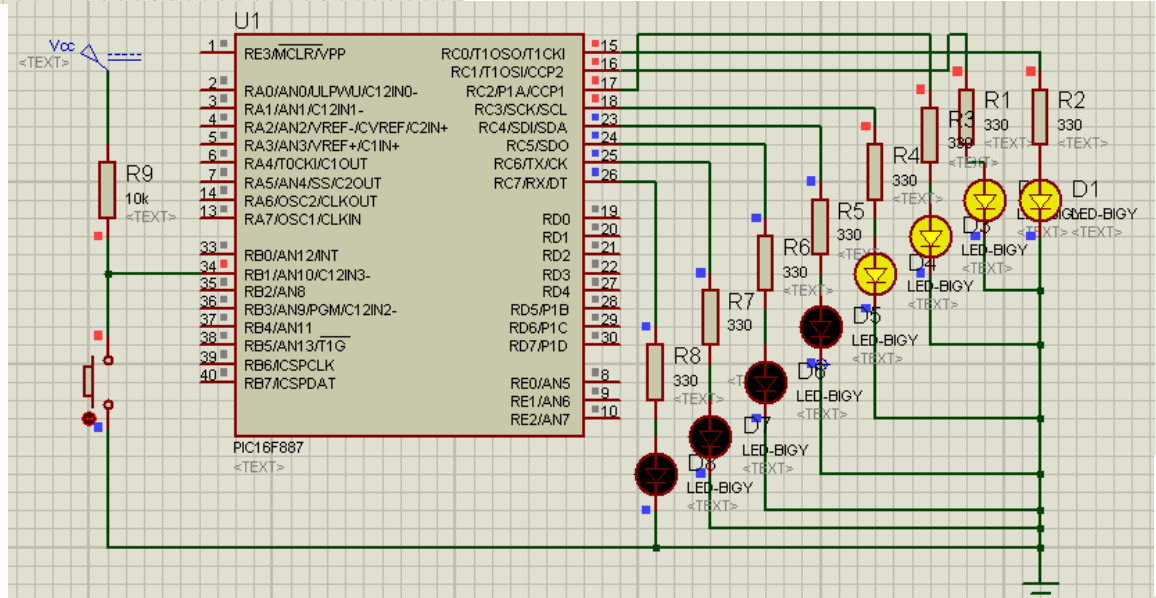 U1
Vcc
<TEXT>
1
RE3/MCLR/VPP
2
RA0/AN0/ULPWU/C12IN0-
3
RA1/AN1/C12IN1-
4
RA2/AN2/VREF-/CVREF/C2IN+
5
RA3/AN3/VREF+/C1IN+
6
RA4/T0CKI/C1OUT
7
RA5/AN4/SS/C2OUT
14
RA6/OSC2/CLKOUT
13
RA7/OSC1/CLKIN
33
RB0/AN12/INT
34
RB1/AN10/C12IN3-
35
RB2/AN8
36
RB3/AN9/PGM/C12IN2-
37
RB4/AN11
38
RB5/AN13/T1G
39
RB6/ICSPCLK
40
RB7/ICSPDAT
RC0/T1OSO/T1CKI
15
RC1/T1OSI/CCP2
16
RC2/P1A/CCP1
17
RC3/SCK/SCL
18
RC4/SDI/SDA
23
RC5/SDO
24
RC6/TX/CK
25
RC7/RX/DT
26
RD0
19
RD1
20
RD2
21
RD3
22
RD4
27
RD5/P1B
28
RD6/P1C
29
RD7/P1D
30
RE0/AN5
8
RE1/AN6
9
RE2/AN7
10
PIC16F887
<TEXT>
R9
10k
<TEXT>
R1
330
<TEXT>
R2
330
<TEXT>
R3
330
<TEXT>
R4
330
<TEXT>
R5
330
<TEXT>
R6
330
<TEXT>
R7
330
R8
330
<TEXT>
D1
LED-BIGY
<TEXT>
D3
LED-BIGY
<TEXT>
D4
LED-BIGY
<TEXT>
D5
LED-BIGY
<TEXT>
D6
LED-BIGY
<TEXT>
D7
LED-BIGY
<TEXT>
D8
LED-BIGY
<TEXT>